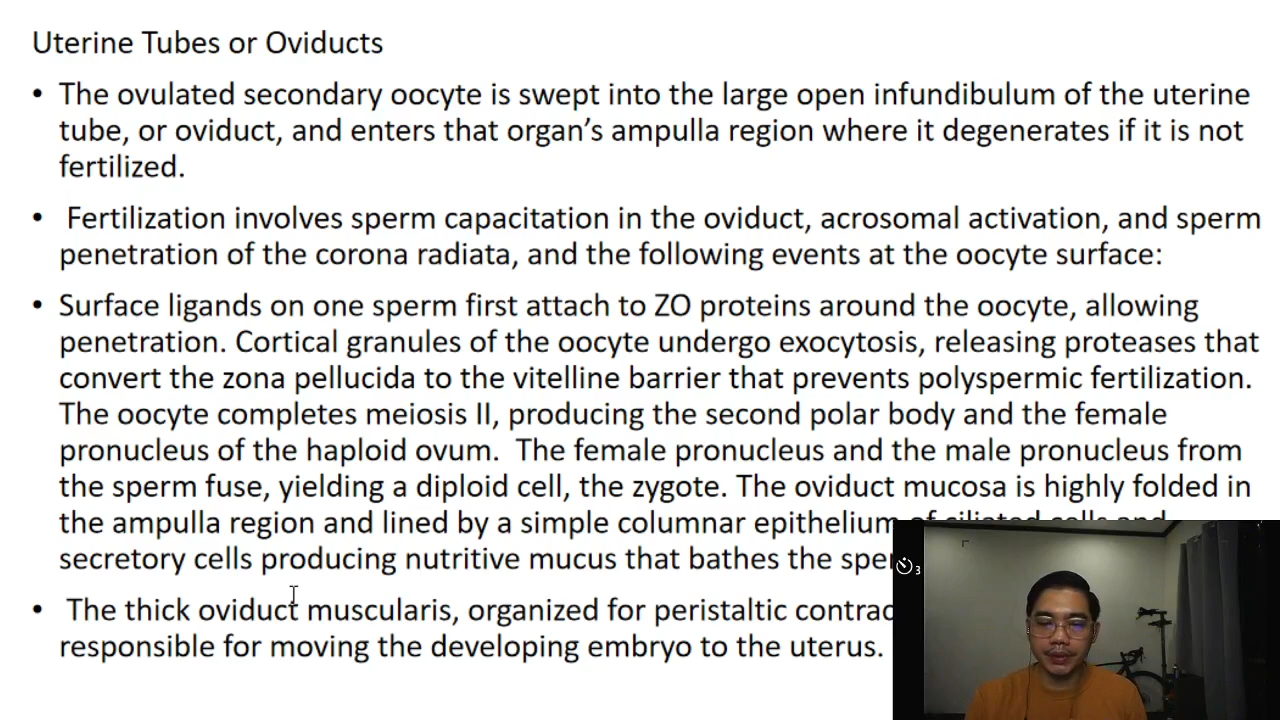 Uterine Tubes or Oviducts
• The ovulated secondary oocyte is swept into the large open infundibulum of the uterine
tube, or oviduct, and enters that organ’s ampulla region where it degenerates if it is not
fertilized.
• Fertilization involves sperm capacitation in the oviduct, acrosomal activation, and sperm
penetration of the corona radiata, and the following events at the oocyte surface:
• Surface ligands on one sperm first attach to ZO proteins around the oocyte, allowing
penetration. Cortical granules of the oocyte undergo exocytosis, releasing proteases that
convert the zona pellucida to the vitelline barrier that prevents polyspermic fertilization.
The oocyte completes meiosis II, producing the second polar body and the female
pronucleus of the haploid ovum. The female pronucleus and the male pronucleus from
the sperm fuse, yielding a diploid cell, the zygote. The oviduct mucosa is highly folded in
the ampulla region and lined by a simple columnar epithelium of ciliated cells and
secretory cells producing nutritive mucus that bathes the
• The thick oviduct muscularis, organized for peristaltic
responsible for moving the developing embryo to the uterus.
3